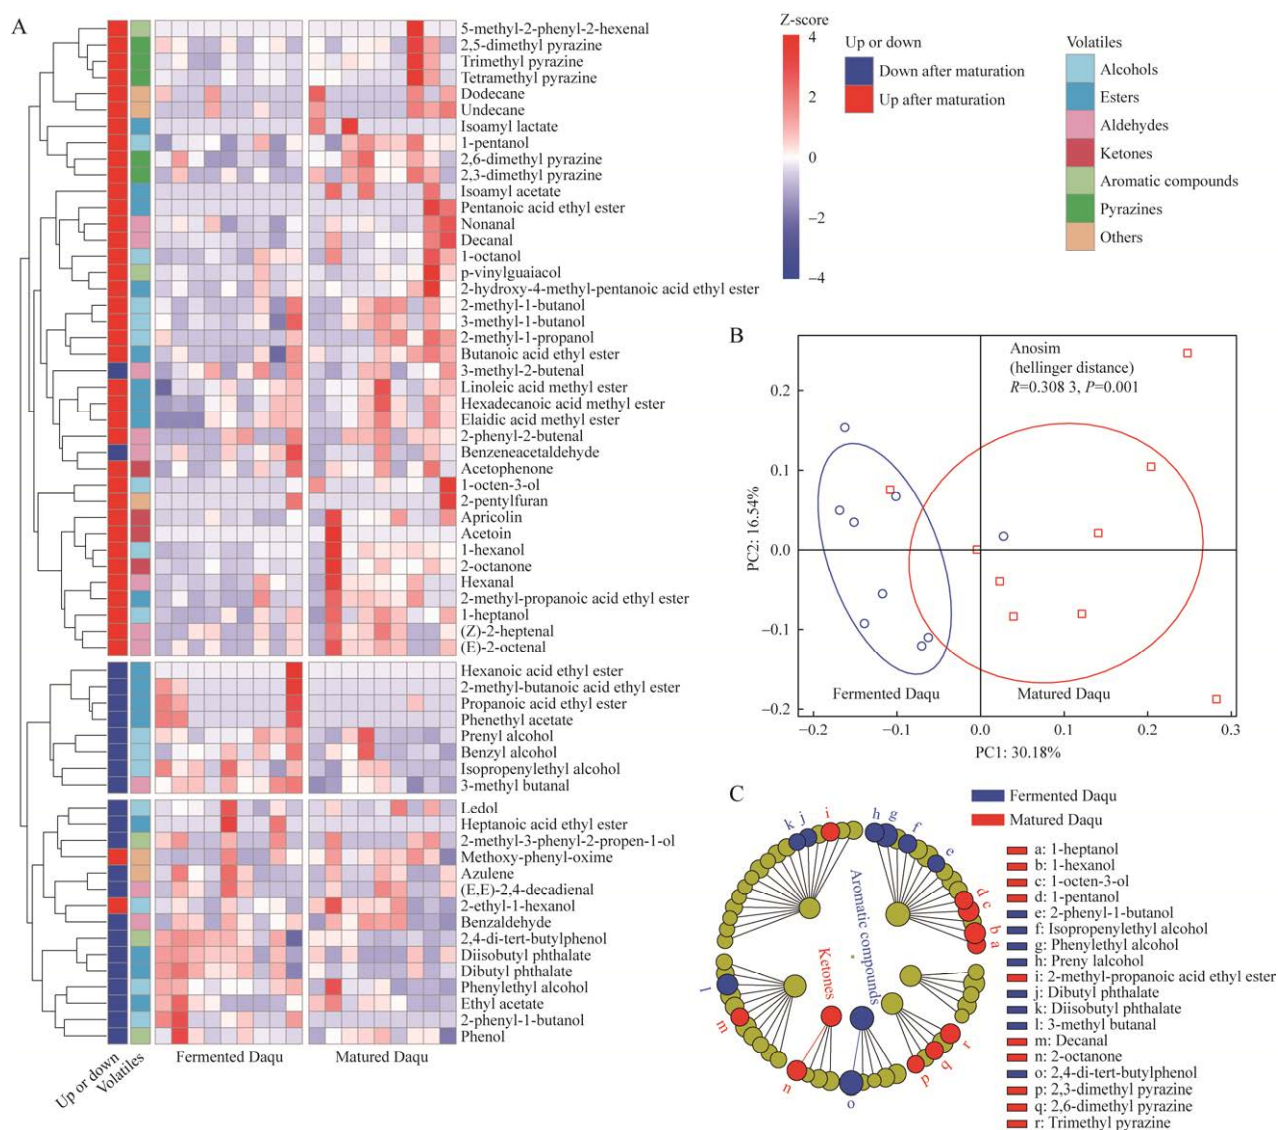 A
5-methyl-2-phenyl-2-hexenal
2,5-dimethyl pyrazine
Trimethyl pyrazine
Tetramethyl pyrazine
Dodecane
Undecane
Isoamyl lactate
1-pentanol
2,6-dimethyl pyrazine
2,3-dimethyl pyrazine
Isoamyl acetate
Pentanoic acid ethyl ester
Nonanal
Decanal
1-octanol
p-vinylguaiacol
2-hydroxy-4-methyl-pentanoic acid ethyl ester
2-methyl-1-butanol
3-methyl-1-butanol
2-methyl-1-propanol
Butanoic acid ethyl ester
3-methyl-2-butenal
Linoleic acid methyl ester
Hexadecanoic acid methyl ester
Elaidic acid methyl ester
2-phenyl-2-butenal
Benzeneacetaldehyde
Acetophenone
1-octen-3-ol
2-pentylfuran
Apricolin
Acetoin
1-hexanol
2-octanone
Hexanal
2-methyl-propanoic acid ethyl ester
1-heptanol
(Z)-2-heptenal
(E)-2-octenal
Hexanoic acid ethyl ester
2-methyl-butanoic acid ethyl ester
Propanoic acid ethyl ester
Phenethyl acetate
Prenyl alcohol
Benzyl alcohol
Isopropenylethyl alcohol
3-methyl butanal
Ledol
Heptanoic acid ethyl ester
2-methyl-3-phenyl-2-propen-1-ol
Methoxy-phenyl-oxime
Azulene
(E,E)-2,4-decadienal
2-ethyl-1-hexanol
Benzaldehyde
2,4-di-tert-butylphenol
Diisobutyl phthalate
Dibutyl phthalate
Phenylethyl alcohol
Ethyl acetate
2-phenyl-1-butanol
Phenol
Up or down
Volatiles
Fermented Daqu
Matured Daqu
Z-score
4
2
0
−2
−4
Up or down
Down after maturation
Up after maturation
Volatiles
Alcohols
Esters
Aldehydes
Ketones
Aromatic compounds
Pyrazines
Others
B
Anosim
(hellinger distance)
R=0.308 3, P=0.001
PC2: 16.54%
0.2
0.1
0.0
−0.1
−0.2
Fermented Daqu
Matured Daqu
−0.2
−0.1
0.0
0.1
0.2
0.3
PC1: 30.18%
C
Fermented Daqu
Matured Daqu
k
j
i
h
g
f
e
d
c
b
a
l
m
n
o
p
q
r
Ketones
Aromatic compounds
a: 1-heptanol
b: 1-hexanol
c: 1-octen-3-ol
d: 1-pentanol
e: 2-phenyl-1-butanol
f: Isopropenylethyl alcohol
g: Phenylethyl alcohol
h: Preny lalcohol
i: 2-methyl-propanoic acid ethyl ester
j: Dibutyl phthalate
k: Diisobutyl phthalate
l: 3-methyl butanal
m: Decanal
n: 2-octanone
o: 2,4-di-tert-butylphenol
p: 2,3-dimethyl pyrazine
q: 2,6-dimethyl pyrazine
r: Trimethyl pyrazine